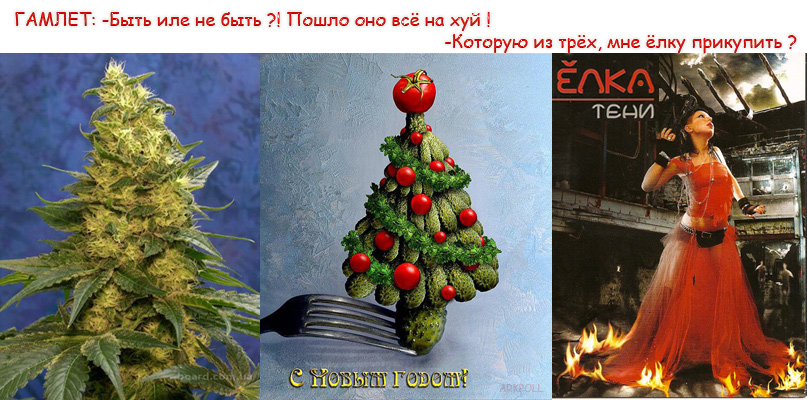 ГАМЛЕТ: -Быть иле не быть ?! Пошло оно всё на хуй !
-Которую из трёх, мне ёлку прикупить ?
ЁЛКА
ТЕНИ
С Новым годом!
ARKPOLL